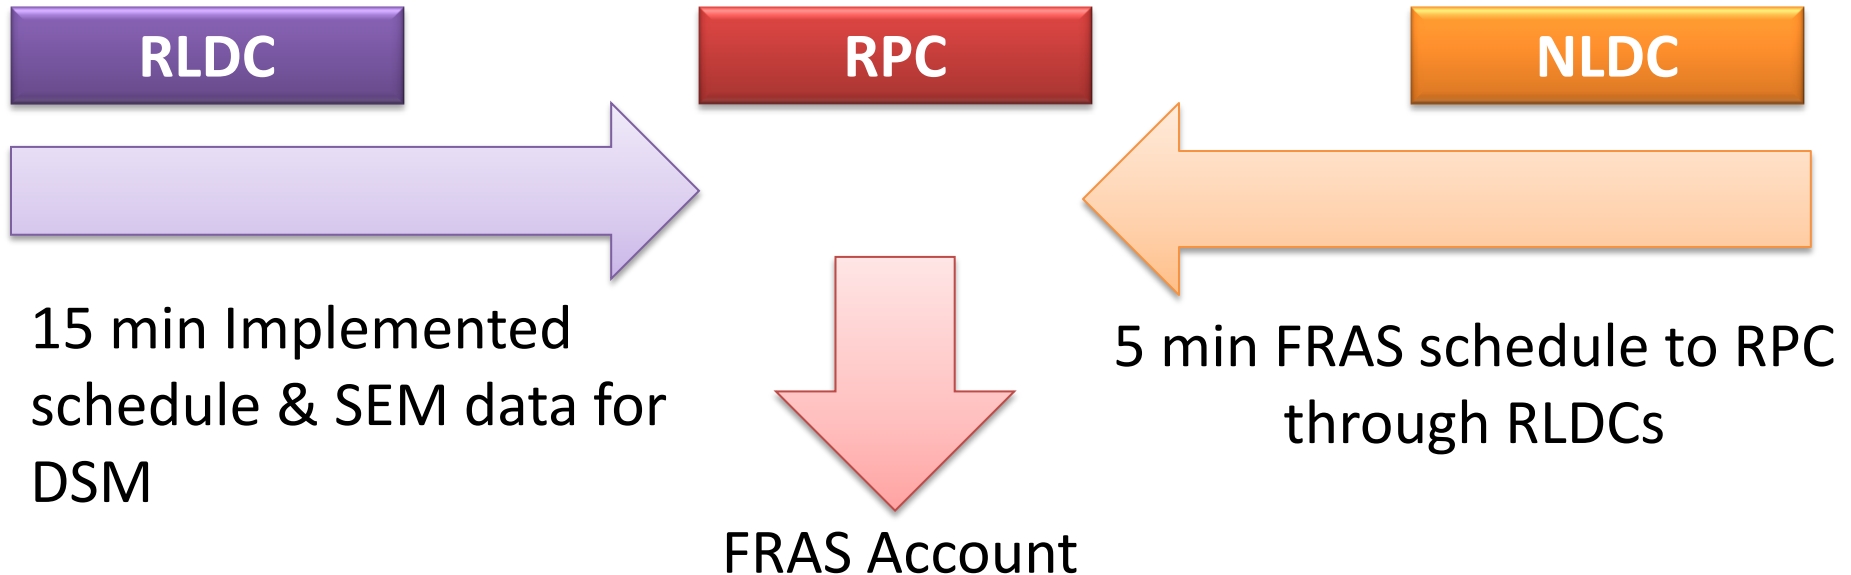 RLDC
RPC
NLDC
15 min Implemented
schedule & SEM data for
DSM
5 min FRAS schedule to RPC
through RLDCs
FRAS Account